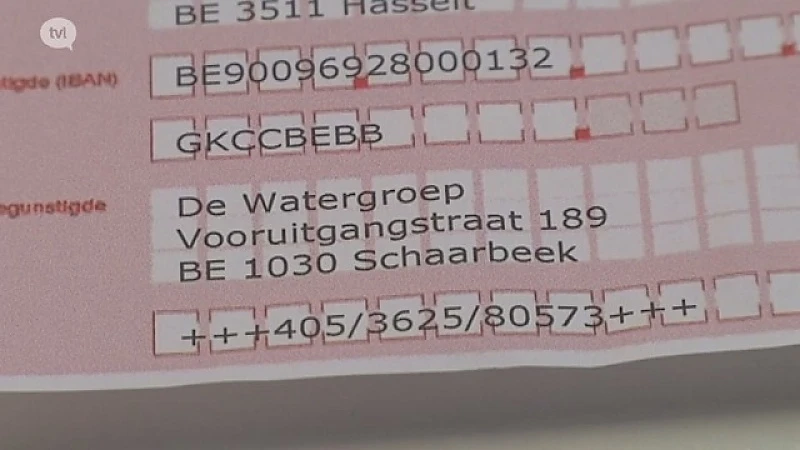 tvl
BE 3511 Hasselt
tigde (IBAN)
BE90096928000132
GKCCBEBB
egunstigde
De Watergroep
Vooruitgangstraat 189
BE 1030 Schaarbeek
+++405/3625/80573+++